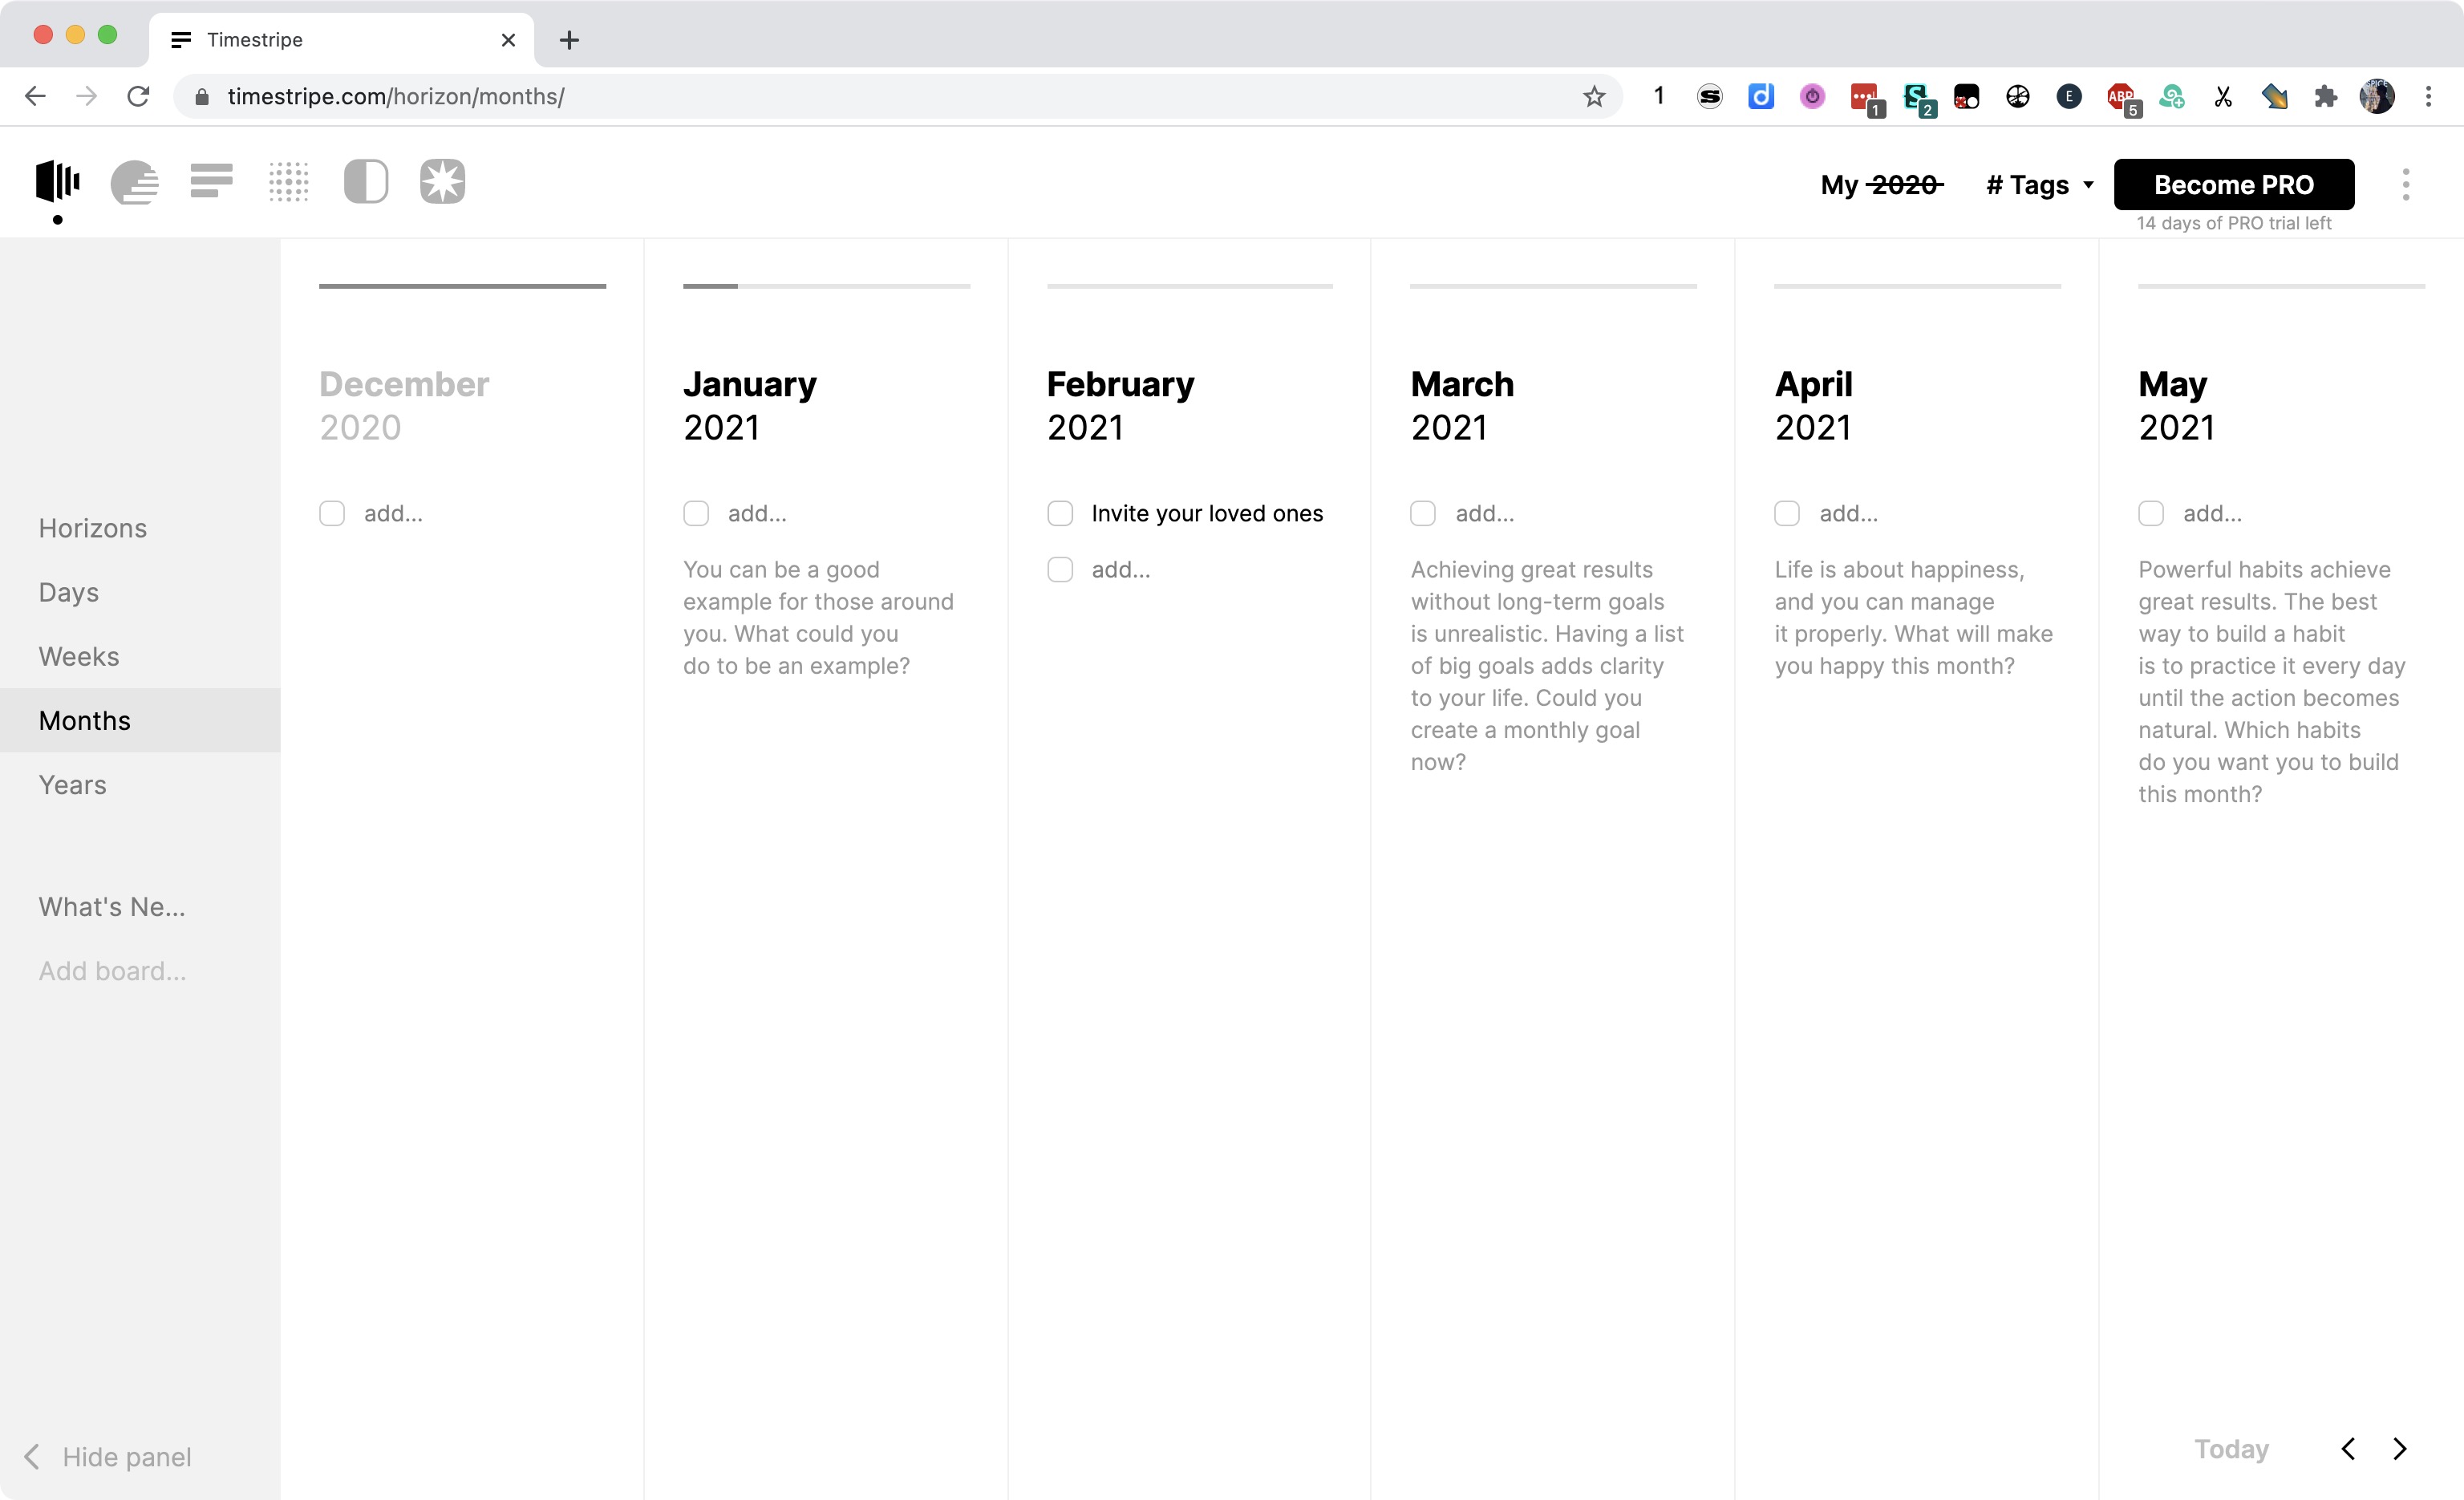 Timestripe
timestripe.com/horizon/months/
1
1
2
E
ABP
5
My 2020
# Tags
Become PRO
14 days of PRO trial left
Horizons
Days
Weeks
Months
Years
What's Ne...
Add board...
Hide panel
December
2020
add...
January
2021
add...
You can be a good
example for those around
you. What could you
do to be an example?
February
2021
Invite your loved ones
add...
March
2021
add...
Achieving great results
without long-term goals
is unrealistic. Having a list
of big goals adds clarity
to your life. Could you
create a monthly goal
now?
April
2021
add...
Life is about happiness,
and you can manage
it properly. What will make
you happy this month?
May
2021
add...
Powerful habits achieve
great results. The best
way to build a habit
is to practice it every day
until the action becomes
natural. Which habits
do you want you to build
this month?
Today